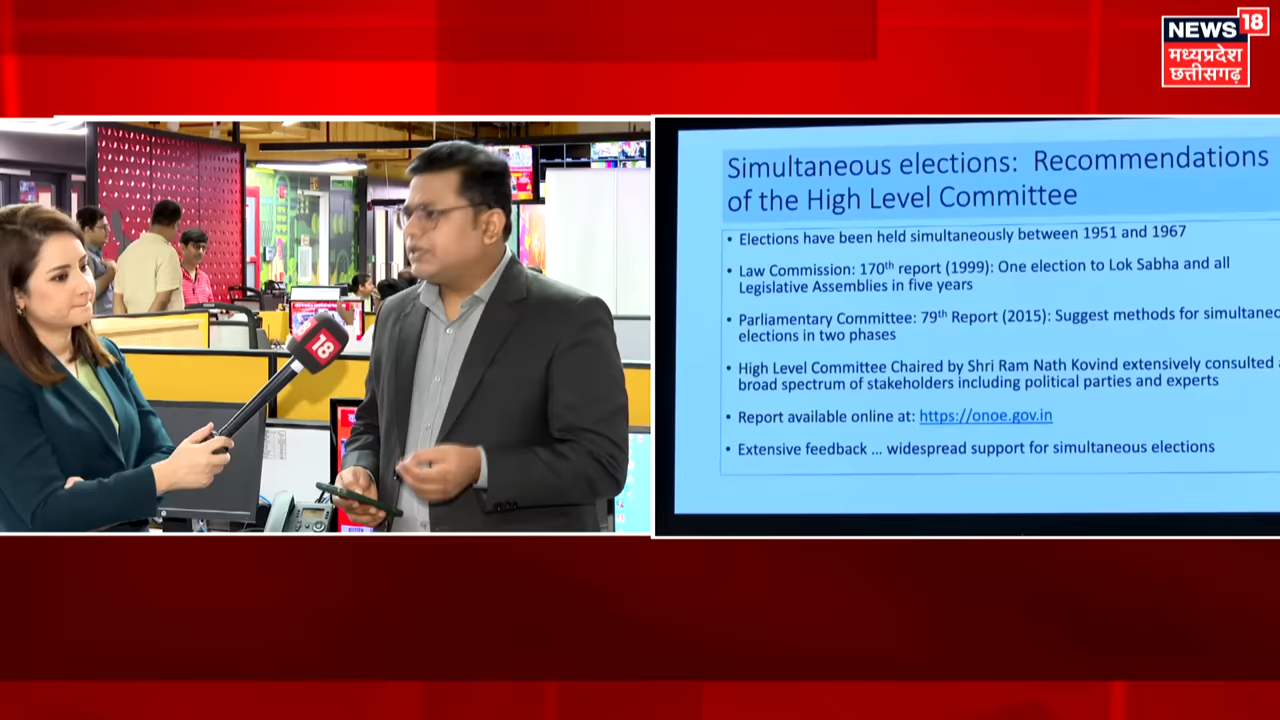 NEWS 18
मध्यप्रदेश
छत्तीसगढ़
18
Simultaneous elections: Recommendations
of the High Level Committee
• Elections have been held simultaneously between 1951 and 1967
• Law Commission: 170th report (1999): One election to Lok Sabha and all
Legislative Assemblies in five years
• Parliamentary Committee: 79th Report (2015): Suggest methods for
elections in two phases
• High Level Committee Chaired by Shri Ram Nath Kovind extensively consulted
broad spectrum of stakeholders including political parties and experts
• Report available online at: https://onoe.gov.in
• Extensive feedback ... widespread support for simultaneous elections